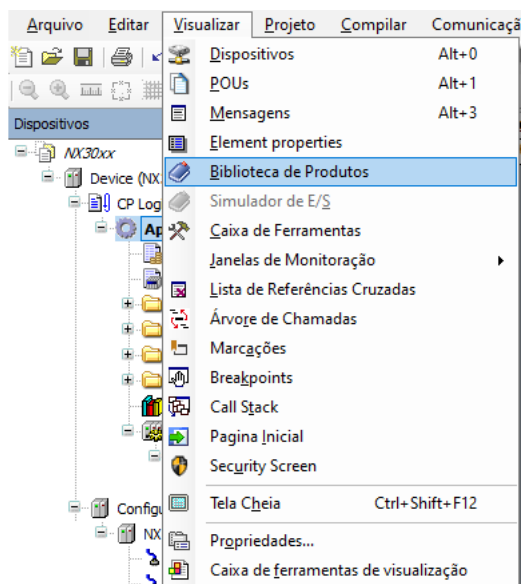 Arquivo Editar Visualizar Projeto Compilar Comunicaçã
Dispositivos Alt+0
POUs Alt+1
Dispositivos
Mensagens Alt+3
NX30xx
Element properties
Device (NX
Biblioteca de Produtos
CP Log
Simulador de E/S
Ap
Caixa de Ferramentas
Janelas de Monitoração
Lista de Referências Cruzadas
Árvore de Chamadas
Marcações
Breakpoints
Call Stack
Pagina Inicial
Security Screen
Tela Cheia Ctrl+Shift+F12
Configu
NX
Propriedades...
Caixa de ferramentas de visualização